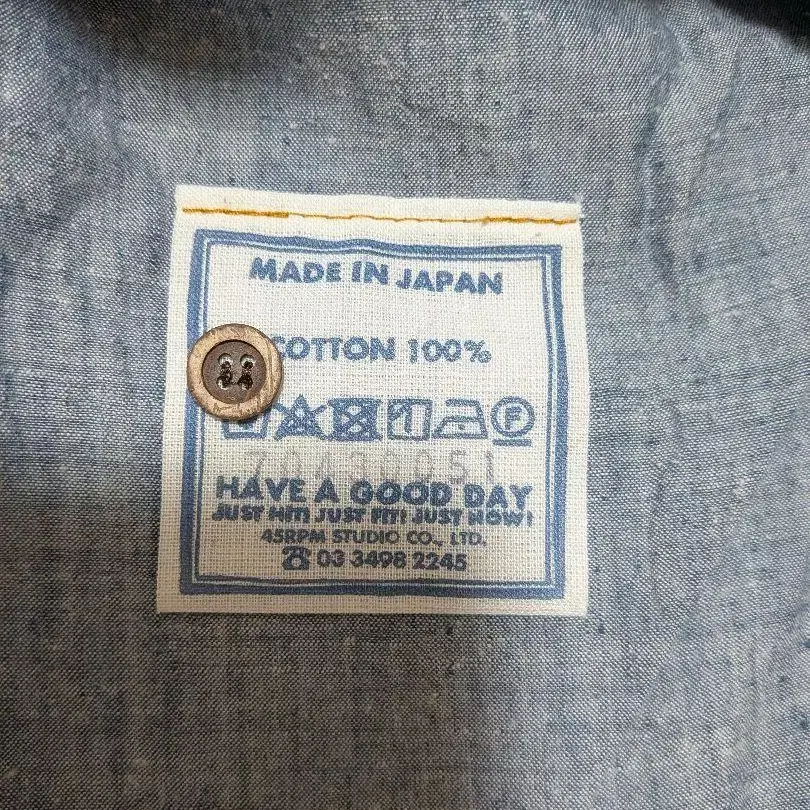 MADE IN JAPAN
COTTON 100%
F
HAVE A GOOD DAY
JUST HIT! JUST FIT! JUST NOW!
45RPM STUDIO CO., LTD.
☎ 03 3498 2245